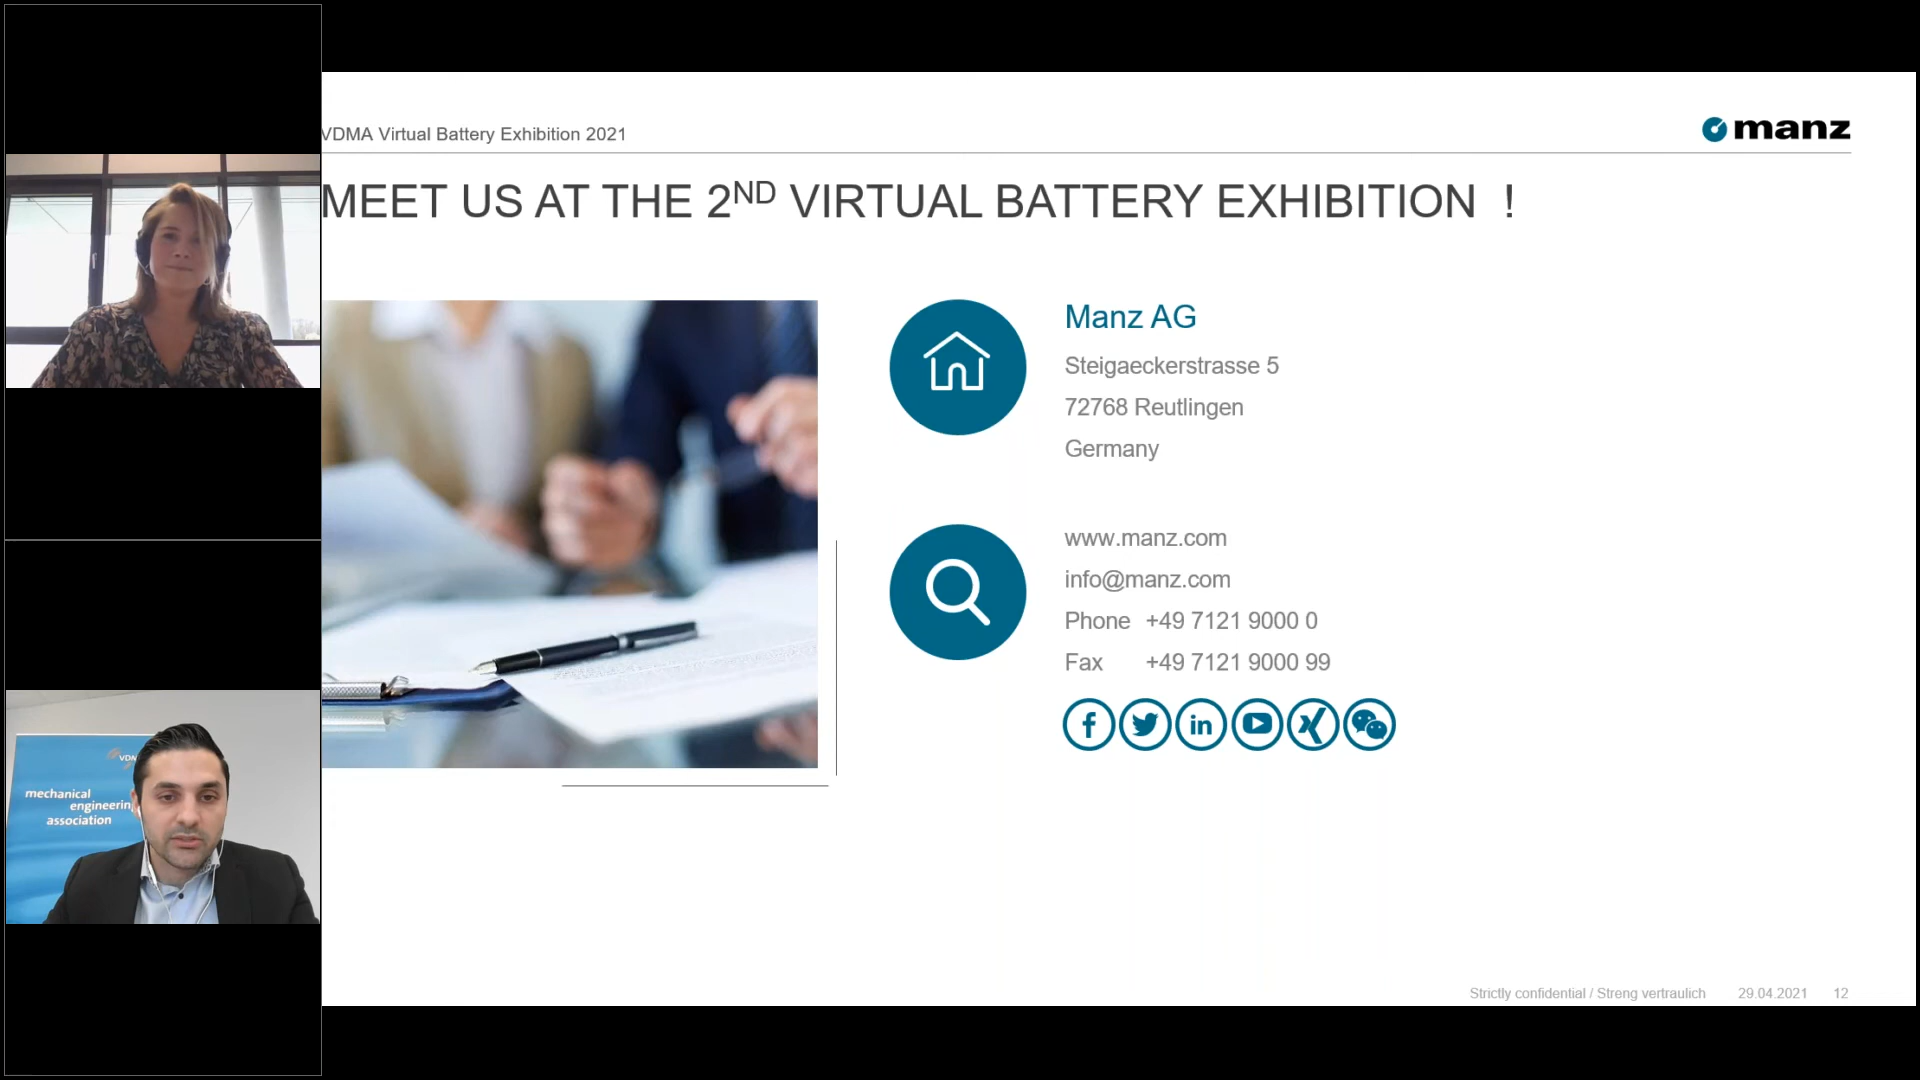 VDMA Virtual Battery Exhibition 2021
manz
MEET US AT THE 2ND VIRTUAL BATTERY EXHIBITION !
Manz AG
Steigaeckerstrasse 5
72768 Reutlingen
Germany
www.manz.com
info@manz.com
Phone +49 7121 9000 0
Fax +49 7121 9000 99
mechanical
engineering
association
Strictly confidential / Streng vertraulich 29.04.2021 12